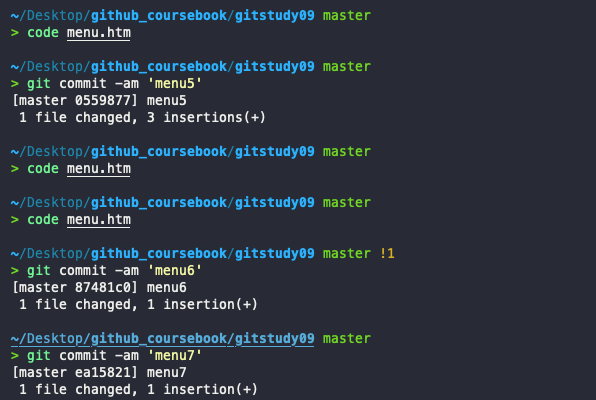 ~/Desktop/github_coursebook/gitstudy09 master
> code menu.htm
~/Desktop/github_coursebook/gitstudy09 master
> git commit -am 'menu5'
[master 0559877] menu5
1 file changed, 3 insertions(+)
~/Desktop/github_coursebook/gitstudy09 master
> code menu.htm
~/Desktop/github_coursebook/gitstudy09 master
> code menu.htm
~/Desktop/github_coursebook/gitstudy09 master !1
> git commit -am 'menu6'
[master 87481c0] menu6
1 file changed, 1 insertion(+)
~/Desktop/github_coursebook/gitstudy09 master
> git commit -am 'menu7'
[master ea15821] menu7
1 file changed, 1 insertion(+)